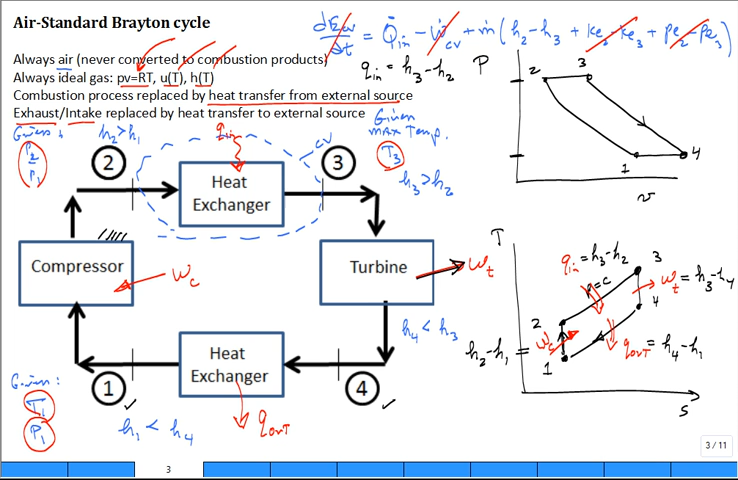 Air-Standard Brayton cycle
dEcv/dt = Q̇in − Ẇcv + ṁ(h2−h3 + ke2−ke3 + pe2−pe3)
Always air (never converted to combustion products)
qin = h3−h2
Always ideal gas: pv=RT, u(T), h(T)
Combustion process replaced by heat transfer from external source
Exhaust/Intake replaced by heat transfer to external source
P
2
3
1
4
v
Given:
P2/P1
h2>h1
2
qin
Heat
Exchanger
cv
3
Given
max Temp.
T3
h3>h2
Compressor
wc
Turbine
wt
h4 < h3
Given:
T1
P1
1
h1 < h4
Heat
Exchanger
qout
4
T
qin = h3−h2
3
p=c
wt = h3−h4
4
2
h2−h1 = wc
qout = h4−h1
1
s
3
3 / 11